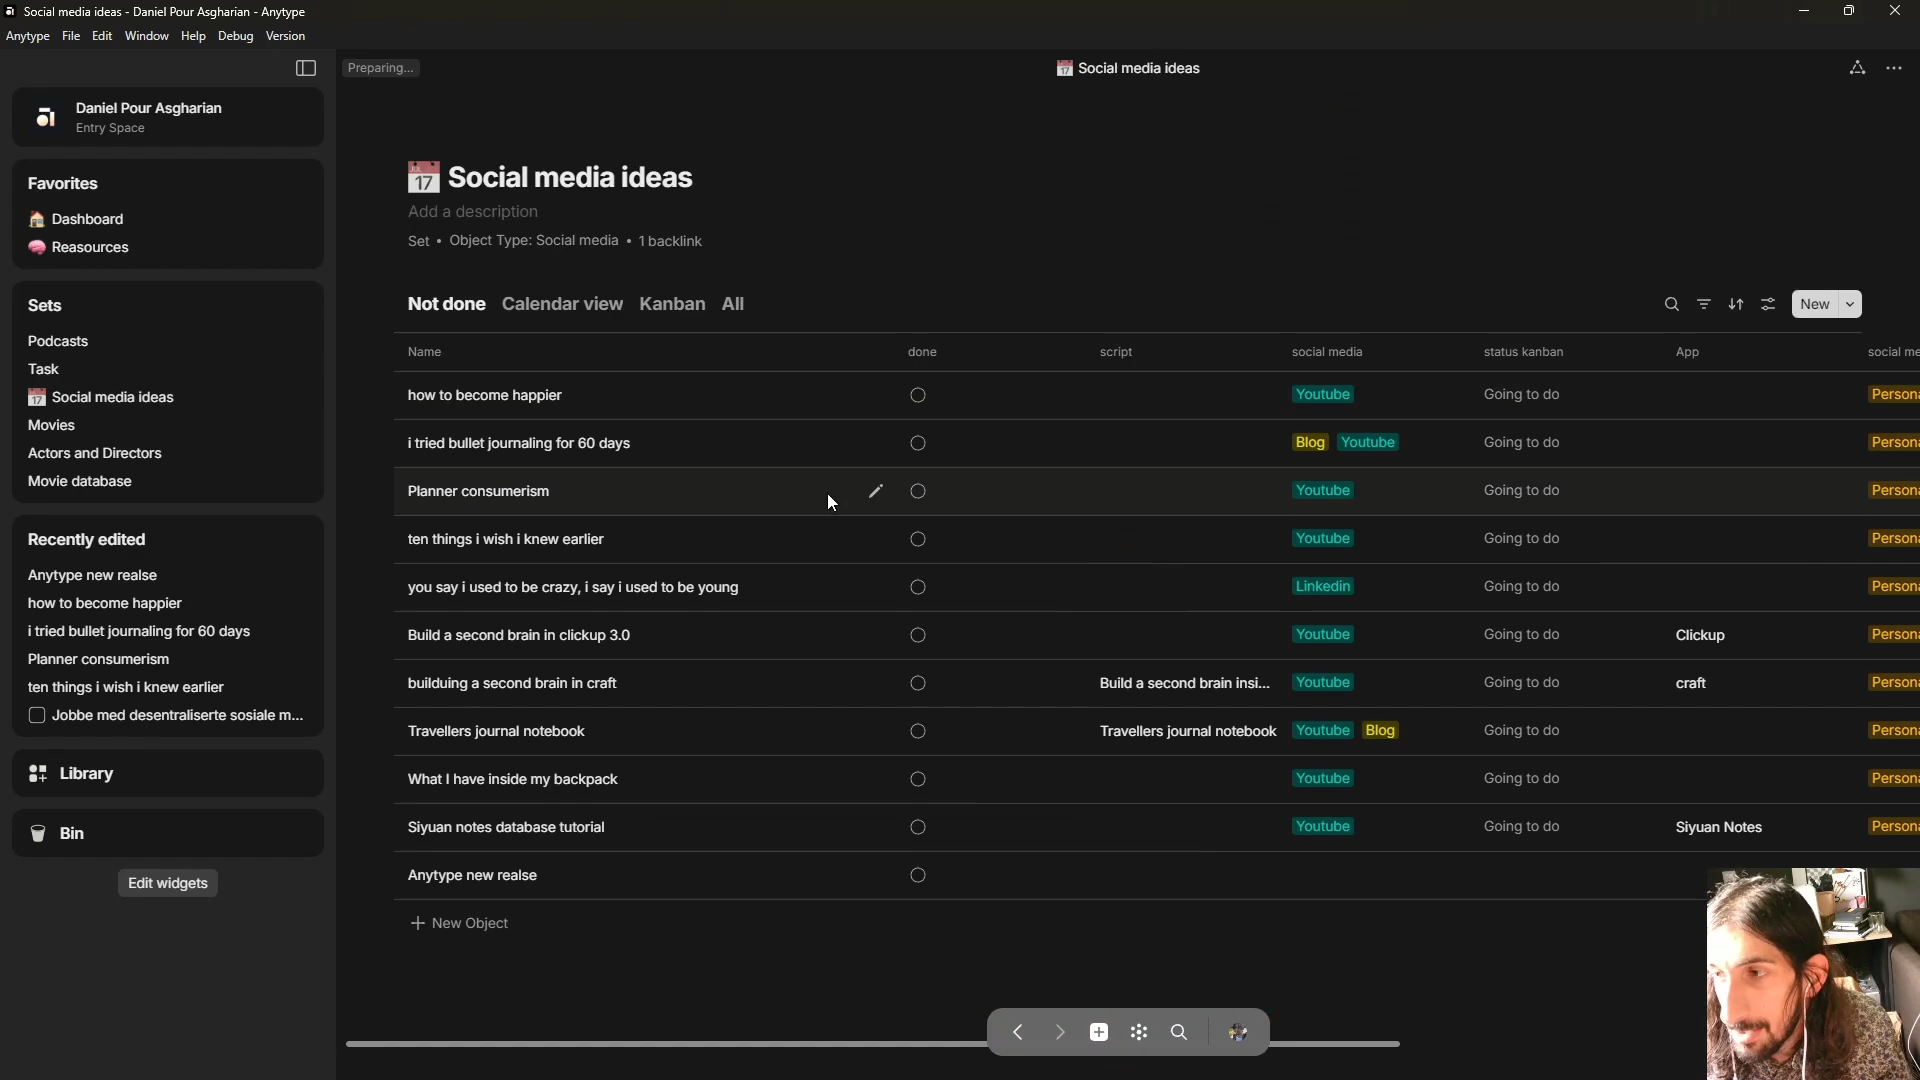 Social media ideas - Daniel Pour Asgharian - Anytype
Anytype File Edit Window Help Debug Version
Preparing...
Social media ideas
Daniel Pour Asgharian
Entry Space
Favorites
Dashboard
Reasources
Sets
Podcasts
Task
Social media ideas
Movies
Actors and Directors
Movie database
Recently edited
Anytype new realse
how to become happier
i tried bullet journaling for 60 days
Planner consumerism
ten things i wish i knew earlier
Jobbe med desentraliserte sosiale m...
Library
Bin
Edit widgets
JUL
17
Social media ideas
Add a description
Set • Object Type: Social media • 1 backlink
Not done Calendar view Kanban All
New
Name done script social media status kanban App social me
how to become happier Youtube Going to do Persona
i tried bullet journaling for 60 days Blog Youtube Going to do Persona
Planner consumerism Youtube Going to do Persona
ten things i wish i knew earlier Youtube Going to do Persona
you say i used to be crazy, i say i used to be young Linkedin Going to do Persona
Build a second brain in clickup 3.0 Youtube Going to do Clickup Persona
builduing a second brain in craft Build a second brain insi... Youtube Going to do craft Persona
Travellers journal notebook Travellers journal notebook Youtube Blog Going to do Persona
What I have inside my backpack Youtube Going to do Persona
Siyuan notes database tutorial Youtube Going to do Siyuan Notes Persona
Anytype new realse
New Object